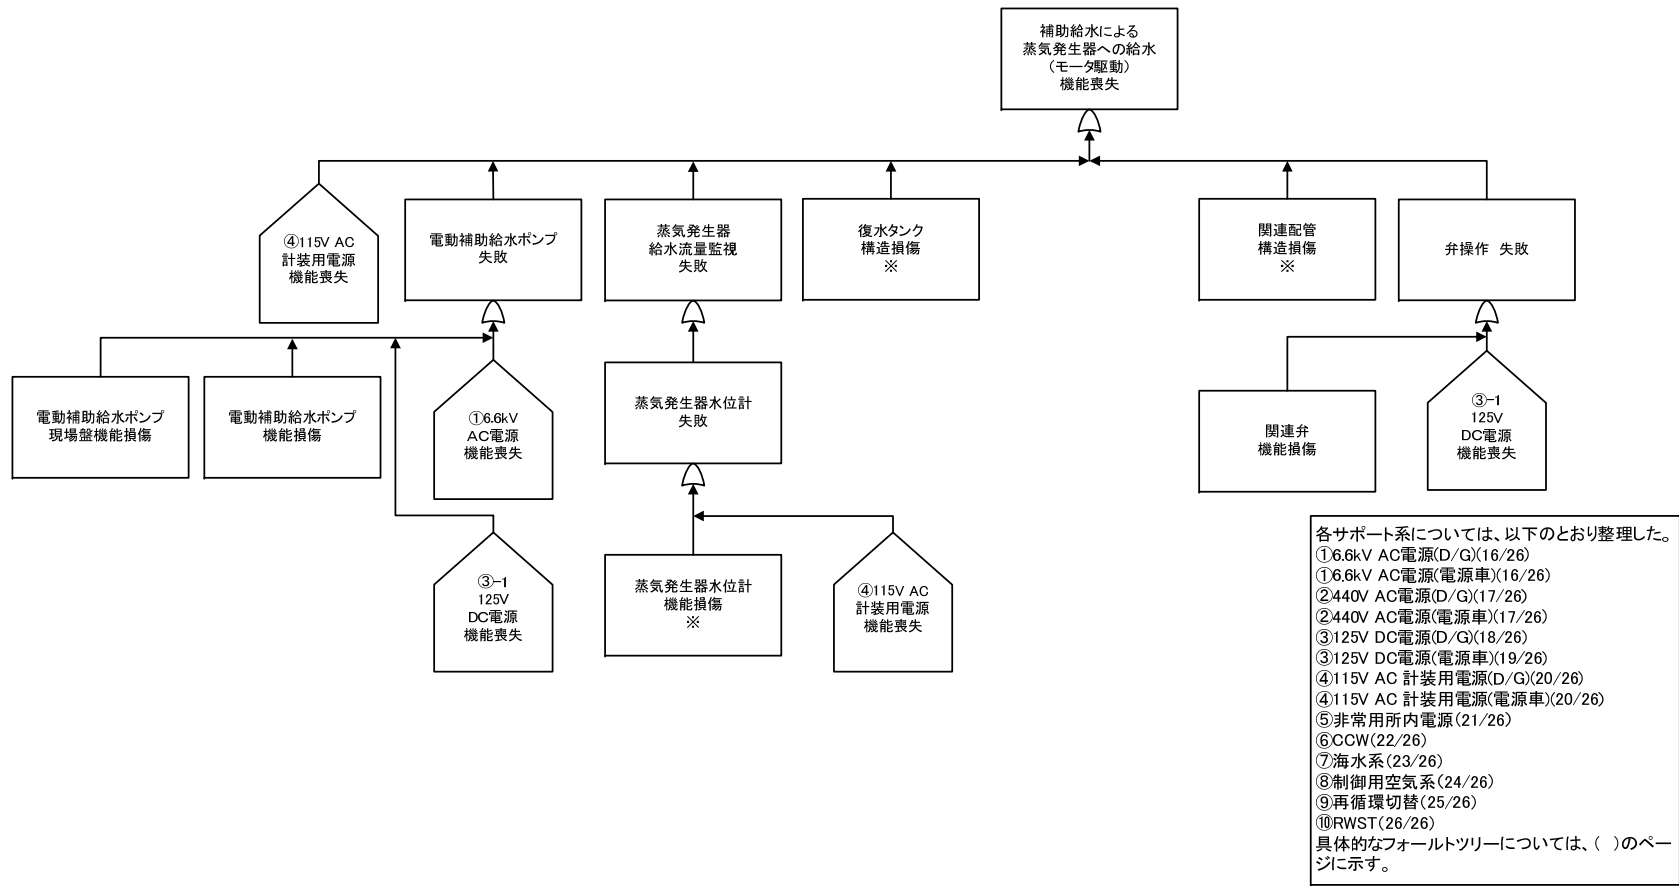 補助給水による
蒸気発生器への給水
(モータ駆動)
機能喪失
④115V AC
計装用電源
機能喪失
電動補助給水ポンプ
失敗
蒸気発生器
給水流量監視
失敗
復水タンク
構造損傷
※
関連配管
構造損傷
※
弁操作 失敗
電動補助給水ポンプ
現場盤機能損傷
電動補助給水ポンプ
機能損傷
①6.6kV
AC電源
機能喪失
蒸気発生器水位計
失敗
関連弁
機能損傷
③-1
125V
DC電源
機能喪失
③-1
125V
DC電源
機能喪失
蒸気発生器水位計
機能損傷
※
④115V AC
計装用電源
機能喪失
各サポート系については、以下のとおり整理した。
①6.6kV AC電源(D/G)(16/26)
①6.6kV AC電源(電源車)(16/26)
②440V AC電源(D/G)(17/26)
②440V AC電源(電源車)(17/26)
③125V DC電源(D/G)(18/26)
③125V DC電源(電源車)(19/26)
④115V AC 計装用電源(D/G)(20/26)
④115V AC 計装用電源(電源車)(20/26)
⑤非常用所内電源(21/26)
⑥CCW(22/26)
⑦海水系(23/26)
⑧制御用空気系(24/26)
⑨再循環切替(25/26)
⑩RWST(26/26)
具体的なフォールトツリーについては、( )のペー
ジに示す。